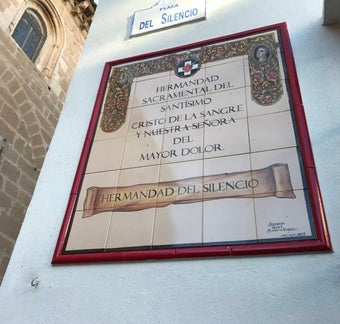 PLAZA
DEL SILENCIO
HERMANDAD
SACRAMENTAL DEL
SANTÍSIMO
CRISTO DE LA SANGRE
Y NUESTRA SEÑORA
DEL
MAYOR DOLOR.
HERMANDAD DEL SILENCIO